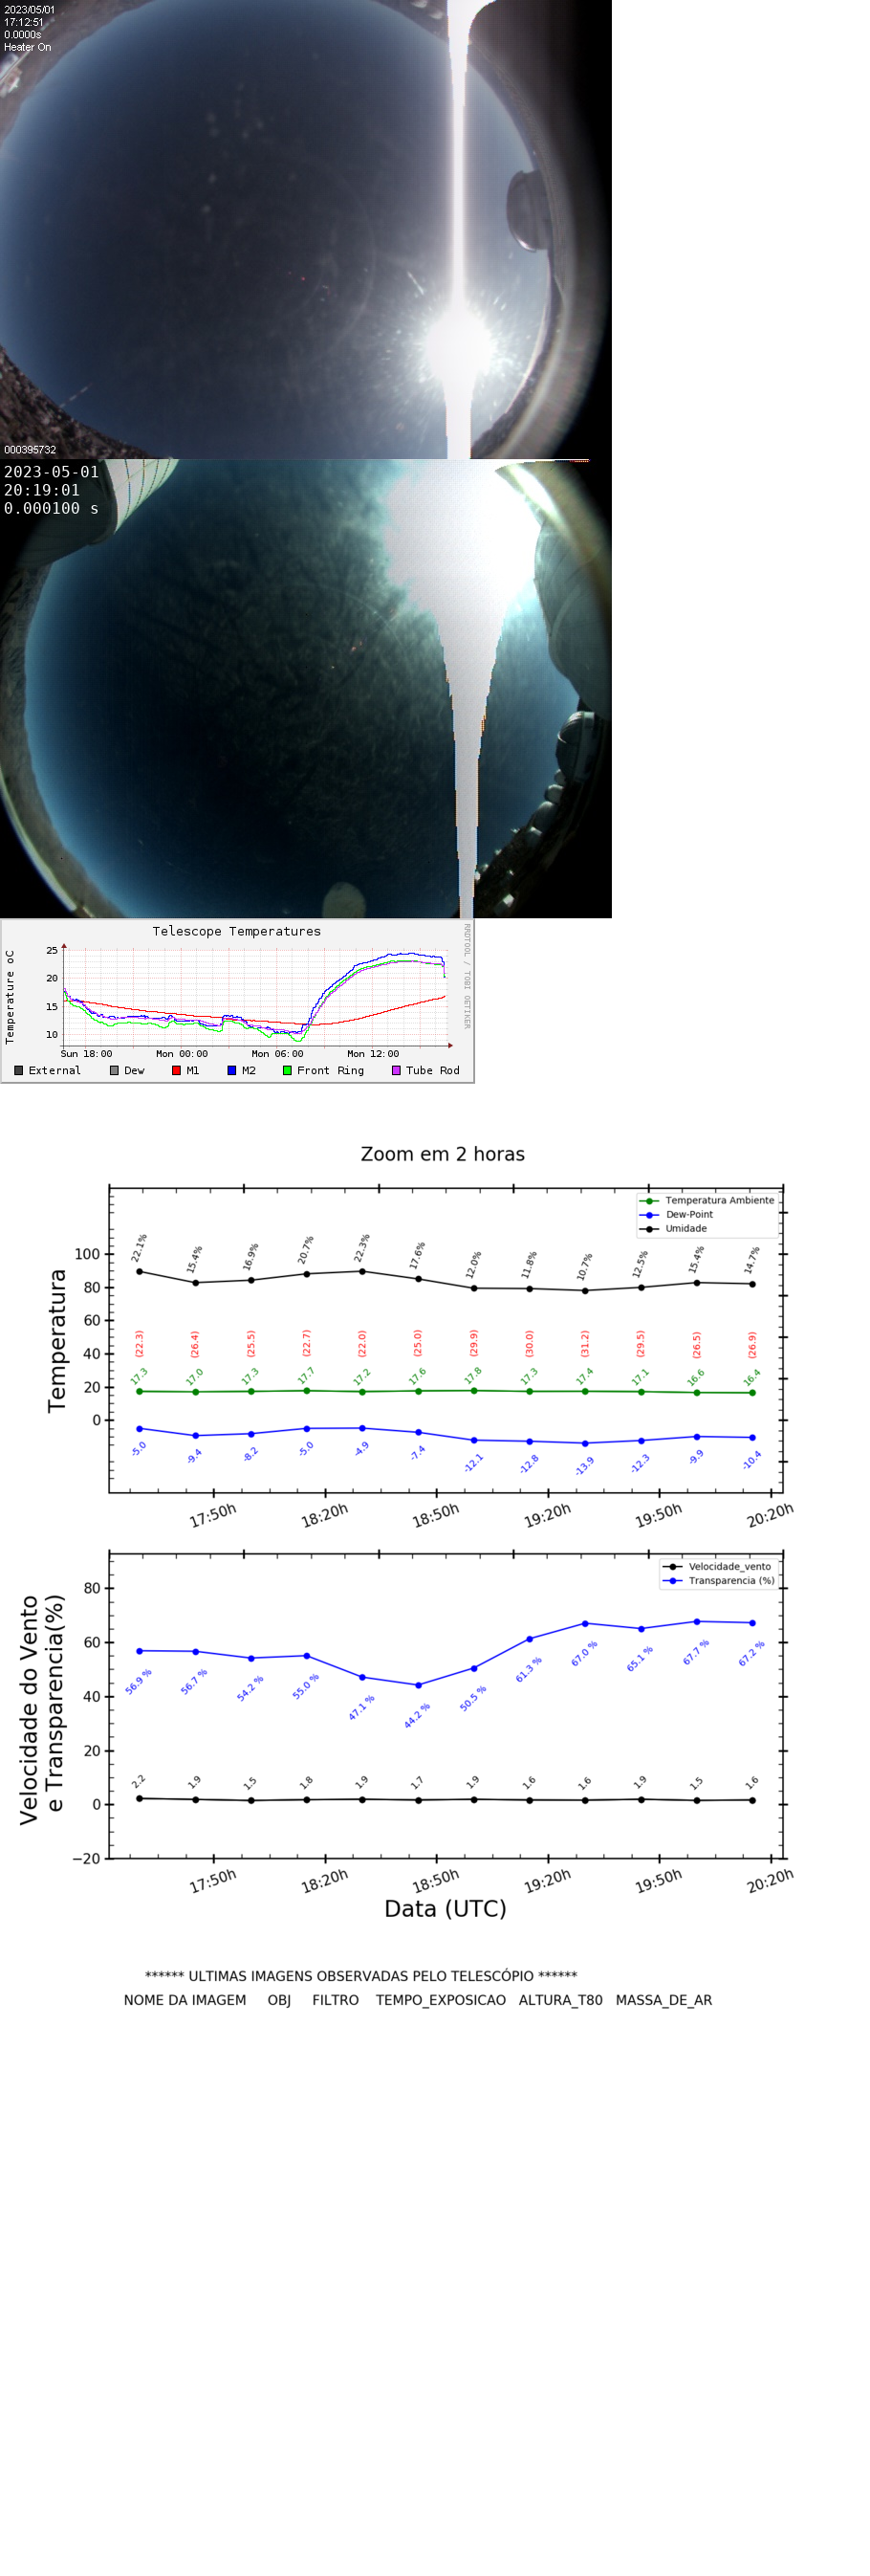 2023/05/01
17:12:51
0.0000s
Heater On
000395732
2023-05-01
20:19:01
0.000100 s
Telescope Temperatures
RRDTOOL / TOBI OETIKER
Temperature oC
25
20
15
10
Sun 18:00 Mon 00:00 Mon 06:00 Mon 12:00
External Dew M1 M2 Front Ring Tube Rod
Zoom em 2 horas
Temperatura Ambiente
Dew-Point
Umidade
Temperatura
100
80
60
40
20
0
22.1% 15.4% 16.9% 20.7% 22.3% 17.6% 12.0% 11.8% 10.7% 12.5% 15.4% 14.7%
(22.3) (26.4) (25.5) (22.7) (22.0) (25.0) (29.9) (30.0) (31.2) (29.5) (26.5) (26.9)
17.3 17.0 17.3 17.7 17.2 17.6 17.8 17.3 17.4 17.1 16.6 16.4
-5.0 -9.4 -8.2 -5.0 -4.9 -7.4 -12.1 -12.8 -13.9 -12.3 -9.9 -10.4
17:50h 18:20h 18:50h 19:20h 19:50h 20:20h
Velocidade_vento
Transparencia (%)
Velocidade do Vento
e Transparencia(%)
80
60
40
20
0
−20
56.9 % 56.7 % 54.2 % 55.0 % 47.1 % 44.2 % 50.5 % 61.3 % 67.0 % 65.1 % 67.7 % 67.2 %
2.2 1.9 1.5 1.8 1.9 1.7 1.9 1.6 1.6 1.9 1.5 1.6
17:50h 18:20h 18:50h 19:20h 19:50h 20:20h
Data (UTC)
****** ULTIMAS IMAGENS OBSERVADAS PELO TELESCÓPIO ******
NOME DA IMAGEM OBJ FILTRO TEMPO_EXPOSICAO ALTURA_T80 MASSA_DE_AR